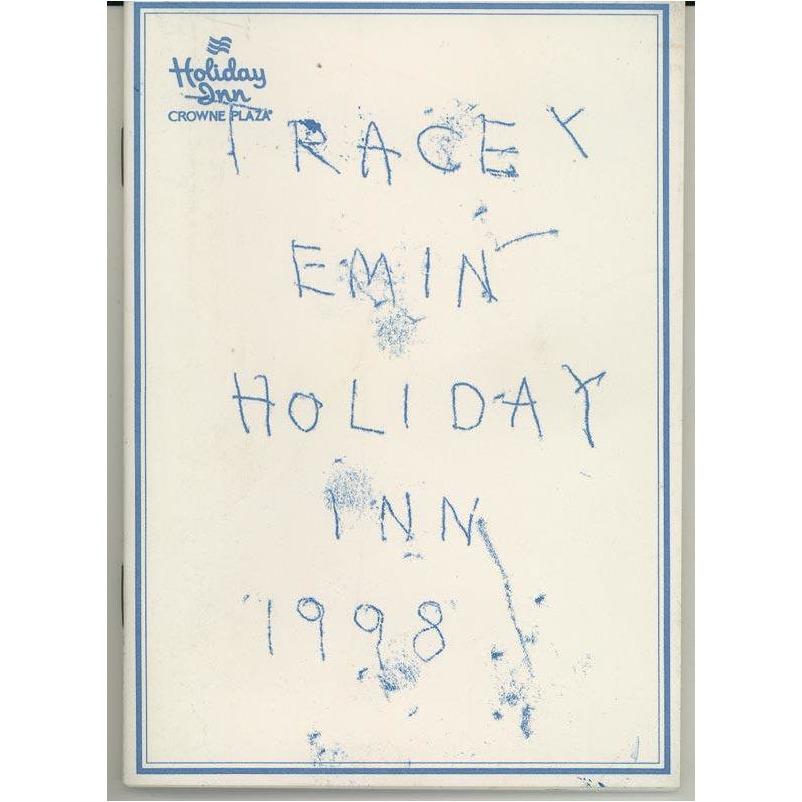 Holiday
Inn
CROWNE PLAZA®
TRACEY
EMIN
HOLIDAY
INN
1998